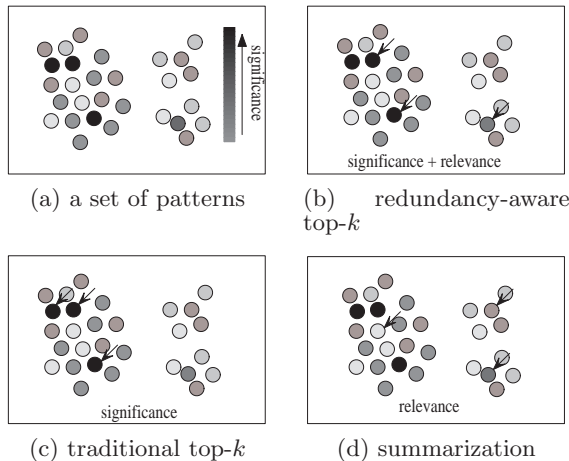 significance
(a) a set of patterns
significance + relevance
(b) redundancy-aware
top-k
significance
(c) traditional top-k
relevance
(d) summarization